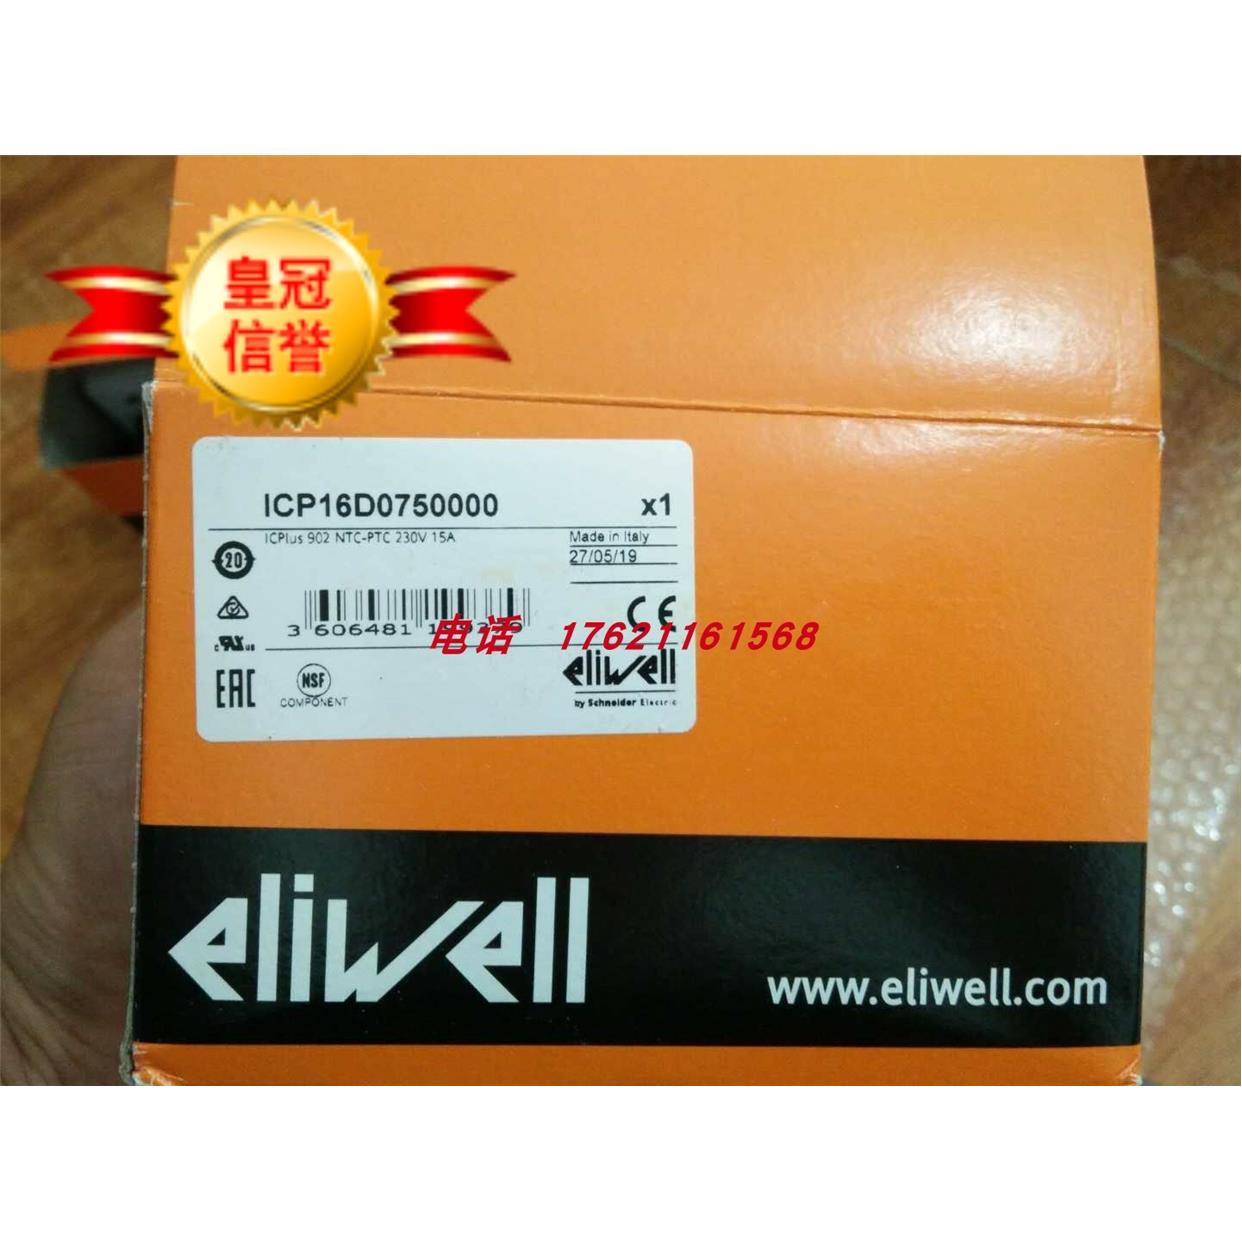 皇冠
信誉
ICP16D0750000 x1
ICPlus 902 NTC-PTC 230V 15A
Made in Italy
27/05/19
20
3 606481
电话 17621161568
CE
c us
eliwell
by Schneider Electric
EAC
NSF
COMPONENT
eliwell
www.eliwell.com